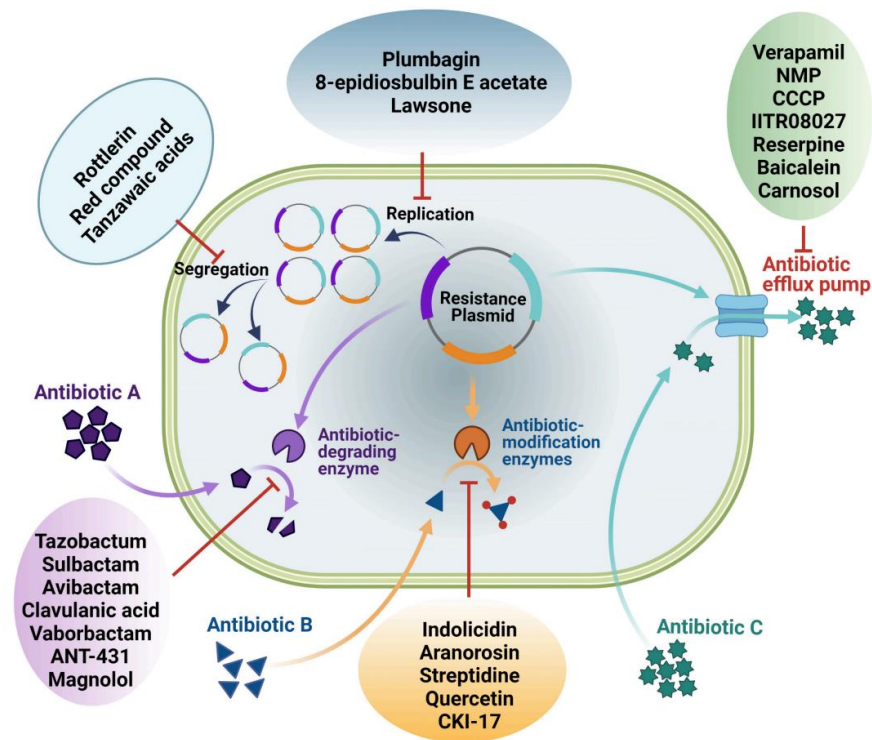 Plumbagin
8-epidiosbulbin E acetate
Lawsone
Verapamil
NMP
CCCP
IITR08027
Reserpine
Baicalein
Carnosol
Rottlerin
Red compound
Tanzawaic acids
Replication
Segregation
Resistance
Plasmid
Antibiotic
efflux pump
Antibiotic A
Antibiotic-
degrading
enzyme
Antibiotic-
modification
enzymes
Tazobactum
Sulbactam
Avibactam
Clavulanic acid
Vaborbactam
ANT-431
Magnolol
Antibiotic B
Indolicidin
Aranorosin
Streptidine
Quercetin
CKI-17
Antibiotic C